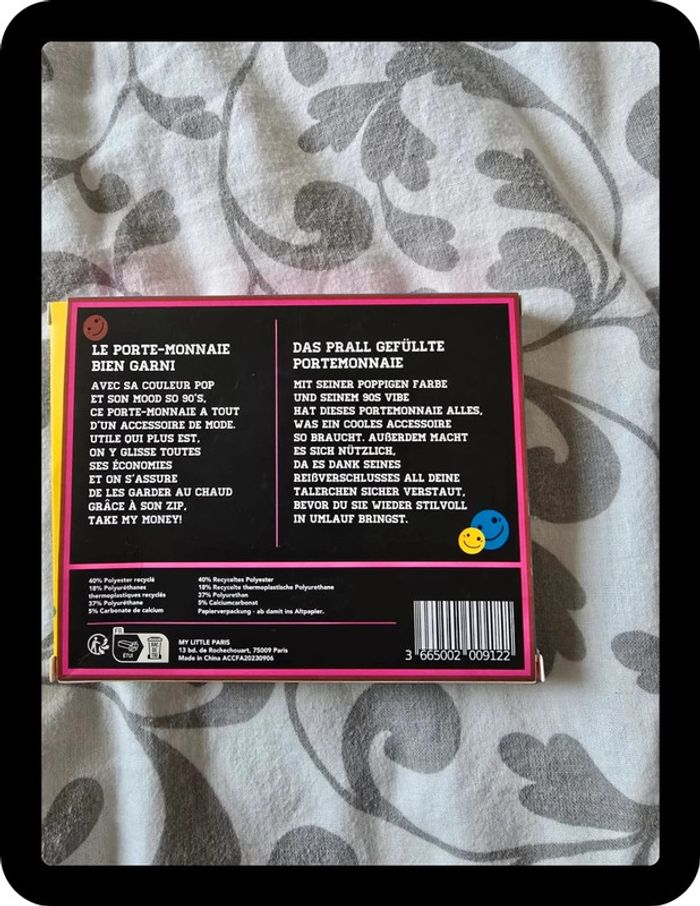 LE PORTE-MONNAIE
BIEN GARNI
AVEC SA COULEUR POP
ET SON MOOD SO 90'S,
CE PORTE-MONNAIE A TOUT
D'UN ACCESSOIRE DE MODE.
UTILE QUI PLUS EST,
ON Y GLISSE TOUTES
SES ÉCONOMIES
ET ON S'ASSURE
DE LES GARDER AU CHAUD
GRÂCE À SON ZIP,
TAKE MY MONEY!
DAS PRALL GEFÜLLTE
PORTEMONNAIE
MIT SEINER POPPIGEN FARBE
UND SEINEM 90S VIBE
HAT DIESES PORTEMONNAIE ALLES,
WAS EIN COOLES ACCESSOIRE
SO BRAUCHT. AUßERDEM MACHT
ES SICH NÜTZLICH,
DA ES DANK SEINES
REIßVERSCHLUSSES ALL DEINE
TALERCHEN SICHER VERSTAUT,
BEVOR DU SIE WIEDER STILVOLL
IN UMLAUF BRINGST.
40% Polyester recyclé
18% Polyuréthanes
thermoplastiques recyclés
37% Polyuréthane
5% Carbonate de calcium
40% Recyceltes Polyester
18% Recycelte thermoplastische Polyurethane
37% Polyurethan
5% Calciumcarbonat
Papierverpackung - ab damit ins Altpapier.
FR
ÉTUI
BAC DE TRI
MY LITTLE PARIS
13 bd. de Rochechouart, 75009 Paris
Made in China ACCFA20230906
3 665002 009122